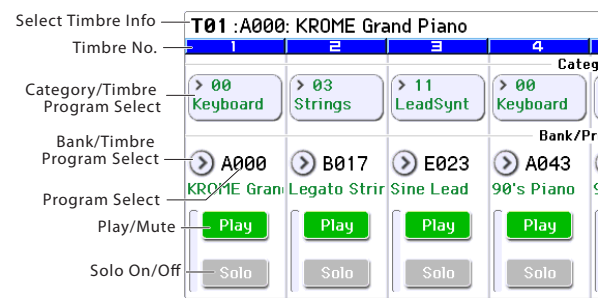 Select Timbre Info T01 :A000: KROME Grand Piano
Timbre No. 1 2 3 4
Categ
Category/Timbre Program Select
> 00 Keyboard > 03 Strings > 11 LeadSynt > 00 Keyboard
Bank/Pr
Bank/Timbre Program Select
> A000 > B017 > E023 > A043
Program Select
KROME Gran Legato Strin Sine Lead 90's Piano 9
Play/Mute Play Play Play Play
Solo On/Off Solo Solo Solo Solo